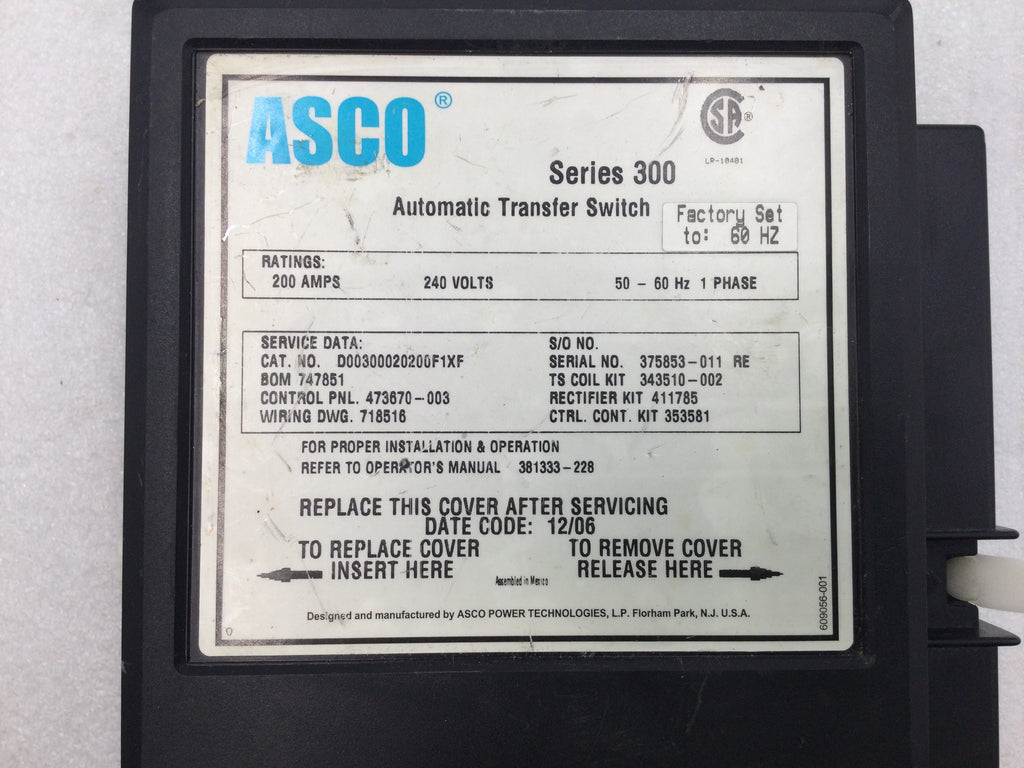 ASCO®
CSA®
LR-10401
Series 300
Automatic Transfer Switch
Factory Set
to: 60 HZ
RATINGS:
200 AMPS 240 VOLTS 50 - 60 Hz 1 PHASE
SERVICE DATA:
CAT. NO. D00300020200F1XF
BOM 747851
CONTROL PNL. 473670-003
WIRING DWG. 718516
S/O NO.
SERIAL NO. 375853-011 RE
TS COIL KIT 343510-002
RECTIFIER KIT 411785
CTRL. CONT. KIT 353581
FOR PROPER INSTALLATION & OPERATION
REFER TO OPERATOR'S MANUAL 381333-228
REPLACE THIS COVER AFTER SERVICING
DATE CODE: 12/06
TO REPLACE COVER
INSERT HERE
TO REMOVE COVER
RELEASE HERE
Assembled in Mexico
Designed and manufactured by ASCO POWER TECHNOLOGIES, L.P. Florham Park, N.J. U.S.A.
609056-001
0